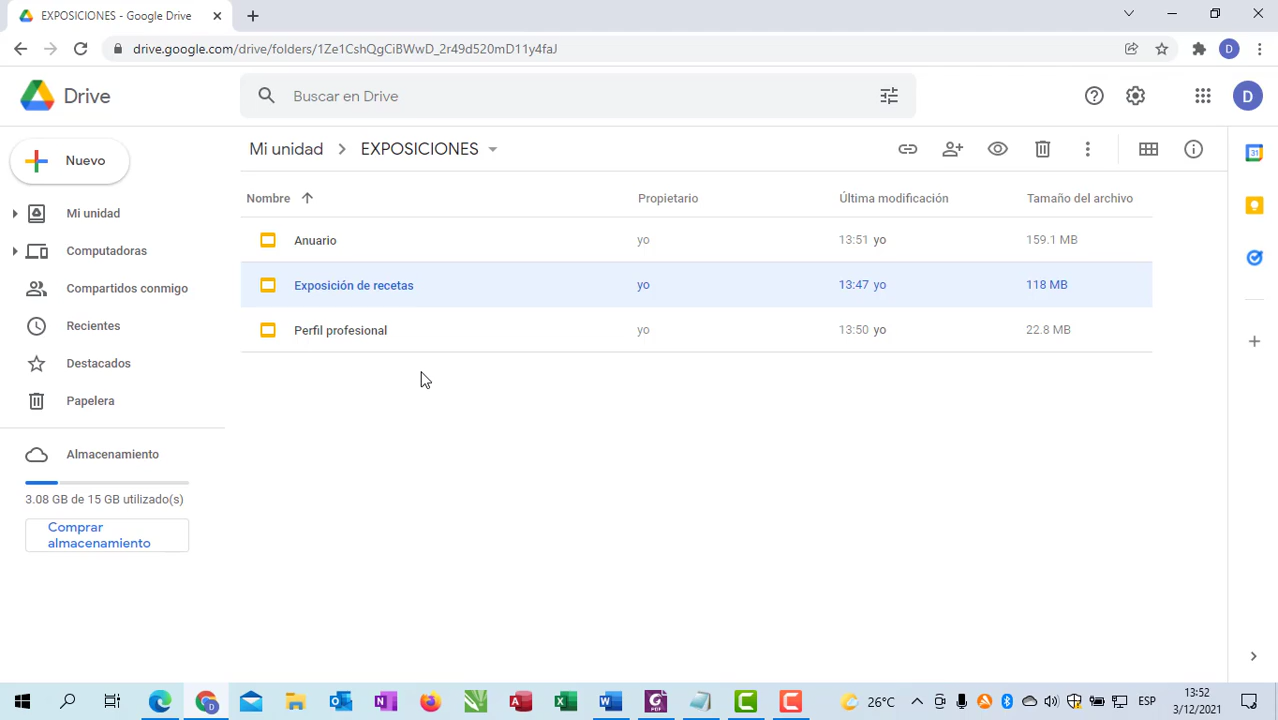 EXPOSICIONES - Google Drive
drive.google.com/drive/folders/1Ze1CshQgCiBWwD_2r49d520mD11y4faJ
D
Drive
Buscar en Drive
D
Nuevo
Mi unidad
EXPOSICIONES
31
Nombre
Propietario
Última modificación
Tamaño del archivo
Mi unidad
Computadoras
Compartidos conmigo
Recientes
Destacados
Papelera
Almacenamiento
3.08 GB de 15 GB utilizado(s)
Comprar
almacenamiento
Anuario yo 13:51 yo 159.1 MB
Exposición de recetas yo 13:47 yo 118 MB
Perfil profesional yo 13:50 yo 22.8 MB
26°C
ESP
13:52
3/12/2021